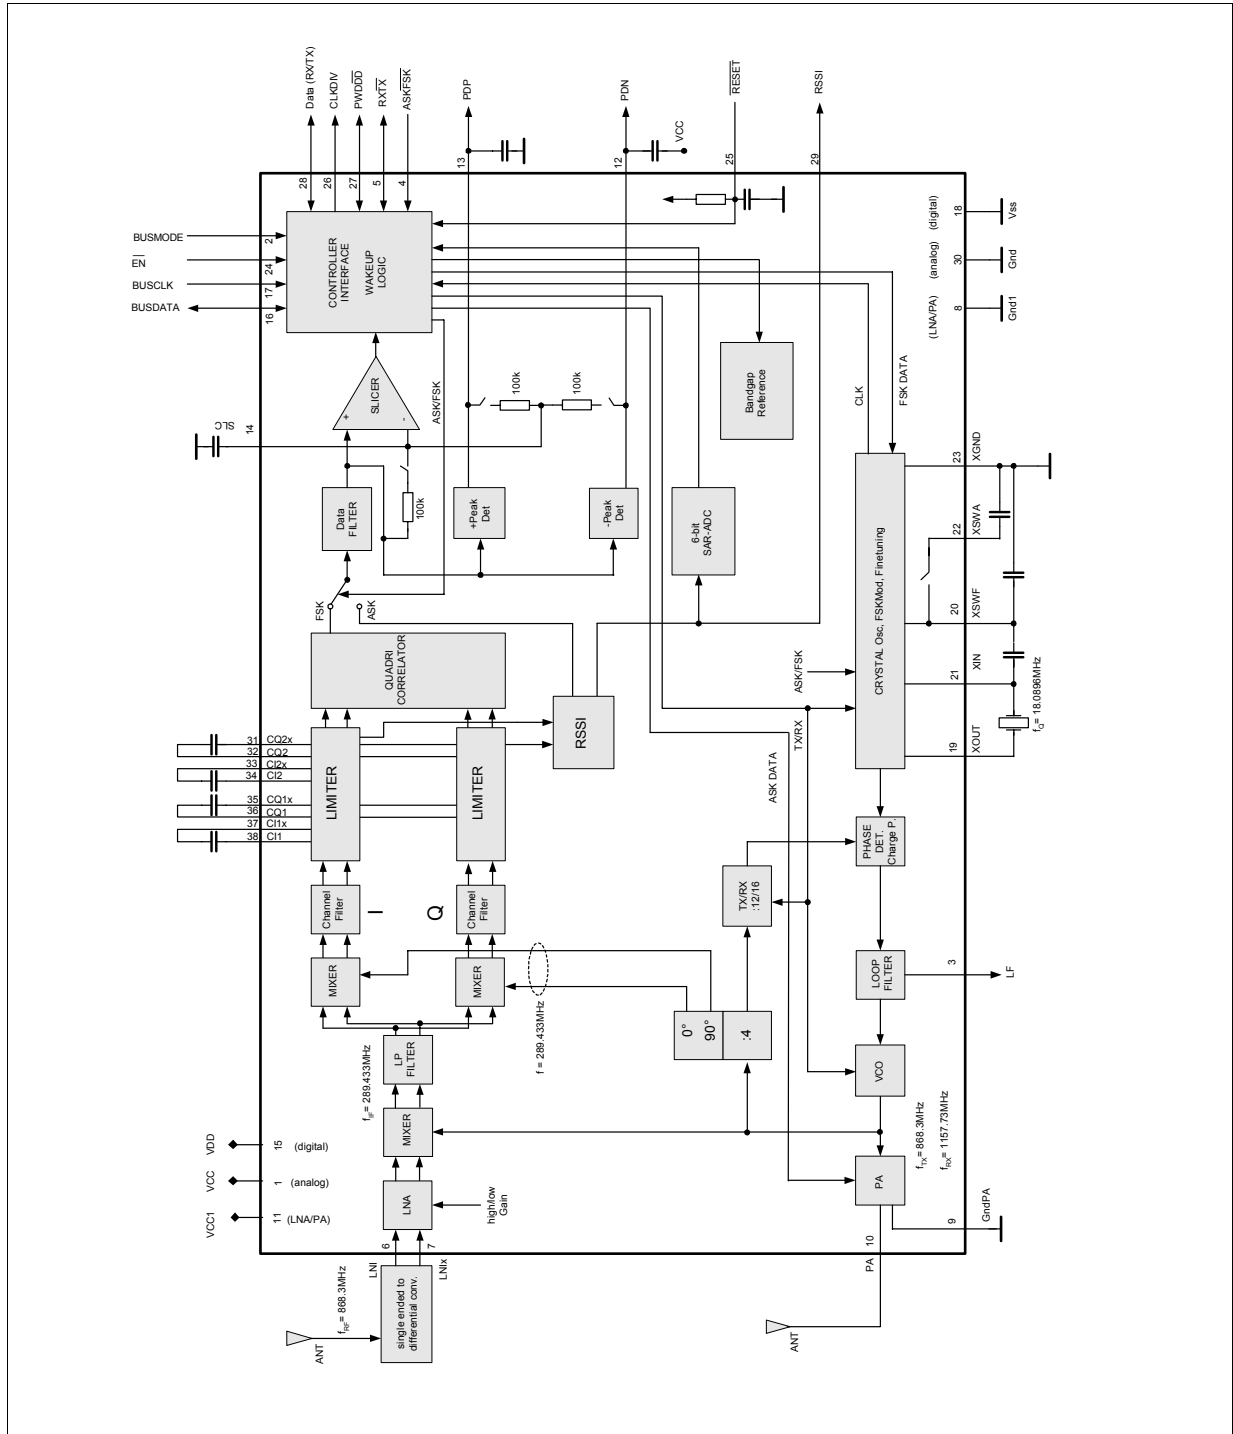 Data (RX/TX)
CLKDIV
PWDDD
RXTX
ASKFSK
PDP
PDN
VCC
RESET
RSSI
28
26
27
5
4
13
12
25
29
BUSMODE
EN
BUSCLK
BUSDATA
2
24
17
16
CONTROLLER
INTERFACE
WAKEUP
LOGIC
18
(digital)
Vss
30
(analog)
Gnd
8
(LNA/PA)
Gnd1
SLC
14
SLICER
+
-
ASK/FSK
100k
100k
100k
Bandgap
Reference
CLK
FSK DATA
Data
FILTER
+Peak
Det
-Peak
Det
6-bit
SAR-ADC
FSK
ASK
QUADRI
CORRELATOR
RSSI
ASK/FSK
TX/RX
ASK DATA
CRYSTAL Osc, FSKMod, Finetuning
23
XGND
22
XSWA
20
XSWF
21
XIN
19
XOUT
fQ= 18.0896MHz
31
CQ2x
32
CQ2
33
CI2x
34
CI2
35
CQ1x
36
CQ1
37
CI1x
38
CI1
LIMITER
LIMITER
Channel
Filter
I
Q
Channel
Filter
TX/RX
:12/16
PHASE
DET.
Charge P.
MIXER
MIXER
f = 289.433MHz
0°
90°
:4
LOOP
FILTER
3
LF
LP
FILTER
fIF= 289.433MHz
VCO
MIXER
fTX= 868.3MHz
fRX= 1157.73MHz
VDD
15
(digital)
VCC
1
(analog)
VCC1
11
(LNA/PA)
LNA
high/low
Gain
PA
9
GndPA
LNI
6
LNIx
7
PA
10
single ended to
differential conv.
fRF= 868.3MHz
ANT
ANT